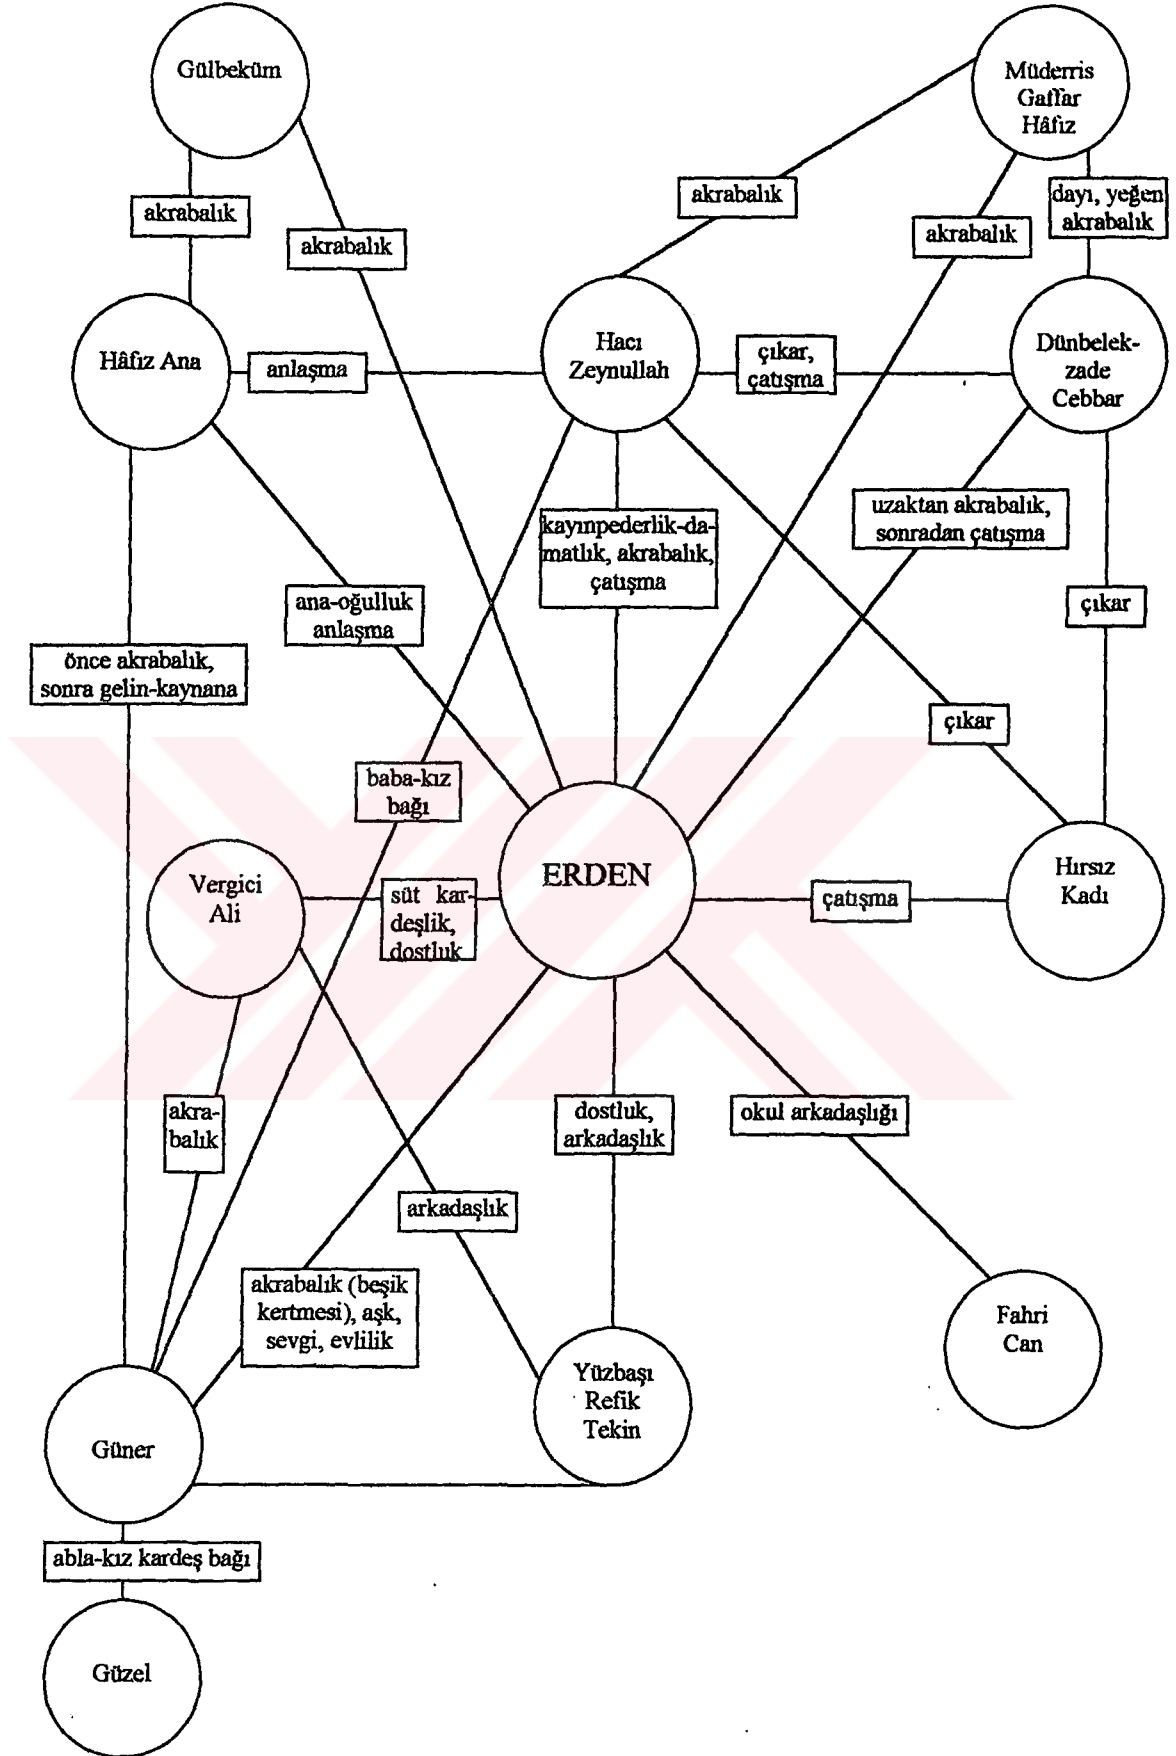 Gülbeküm
Müderris
Gaffar
Hâfız
akrabalık
dayı, yeğen
akrabalık
akrabalık
akrabalık
akrabalık
Hâfız Ana
anlaşma
Hacı
Zeynullah
çıkar,
çatışma
Dünbelek-
zade
Cebbar
kayınpederlik-da-
matlık, akrabalık,
çatışma
uzaktan akrabalık,
sonradan çatışma
ana-oğulluk
anlaşma
çıkar
önce akrabalık,
sonra gelin-kaynana
çıkar
baba-kız
bağı
Vergici
Ali
süt kar-
deşlik,
dostluk
ERDEN
çatışma
Hırsız
Kadı
akra-
balık
dostluk,
arkadaşlık
okul arkadaşlığı
arkadaşlık
akrabalık (beşik
kertmesi), aşk,
sevgi, evlilik
Fahri
Can
Yüzbaşı
Refik
Tekin
Güner
abla-kız kardeş bağı
Güzel